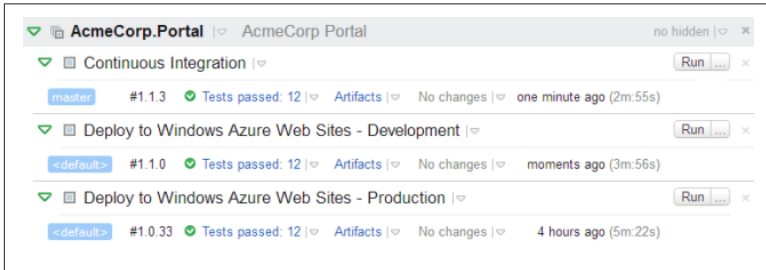 AcmeCorp.Portal AcmeCorp Portal no hidden
Continuous Integration Run ...
master #1.1.3 Tests passed: 12 Artifacts No changes one minute ago (2m:55s)
Deploy to Windows Azure Web Sites - Development Run ...
<default> #1.1.0 Tests passed: 12 Artifacts No changes moments ago (3m:56s)
Deploy to Windows Azure Web Sites - Production Run ...
<default> #1.0.33 Tests passed: 12 Artifacts No changes 4 hours ago (5m:22s)